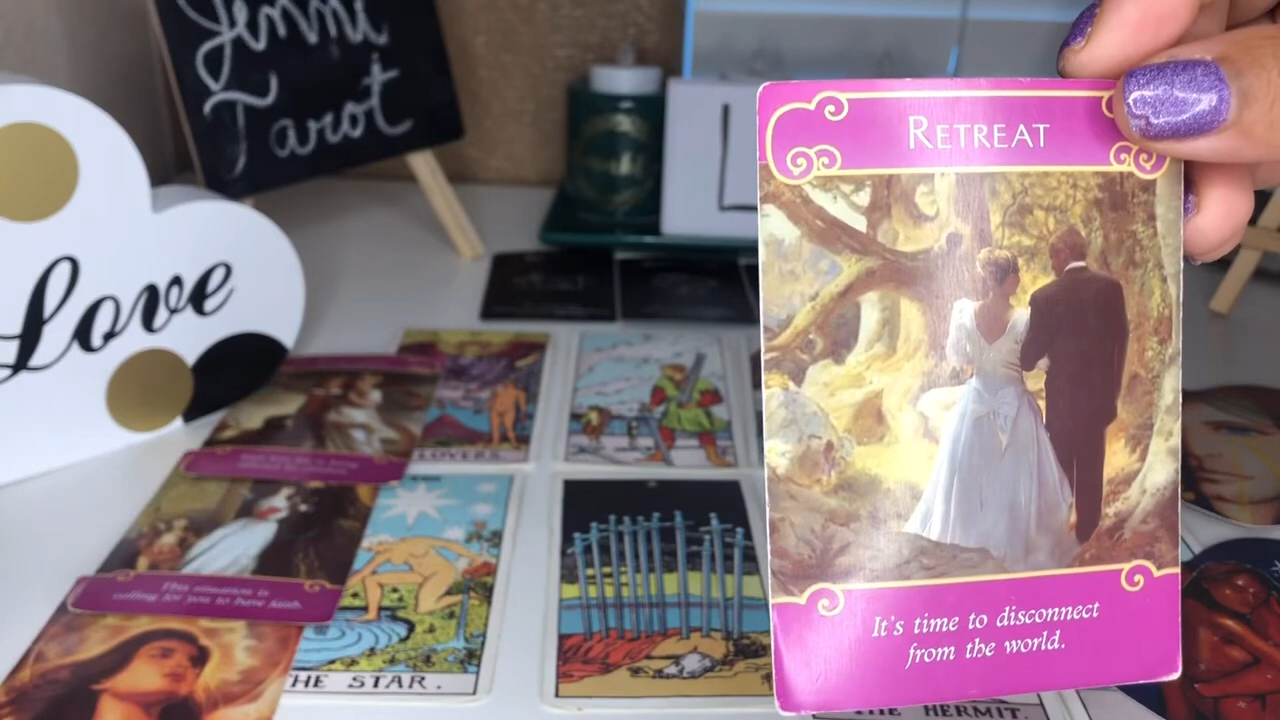 Jenni
Tarot
Love
RETREAT
It's time to disconnect
from the world.
LOVERS.
This situation is
calling for you to have faith.
THE STAR.
THE HERMIT.